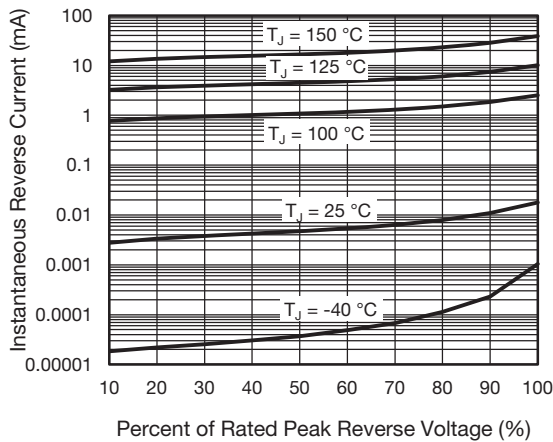 Instantaneous Reverse Current (mA)
100
10
1
0.1
0.01
0.001
0.0001
0.00001
T_J = 150 °C
T_J = 125 °C
T_J = 100 °C
T_J = 25 °C
T_J = -40 °C
10 20 30 40 50 60 70 80 90 100
Percent of Rated Peak Reverse Voltage (%)